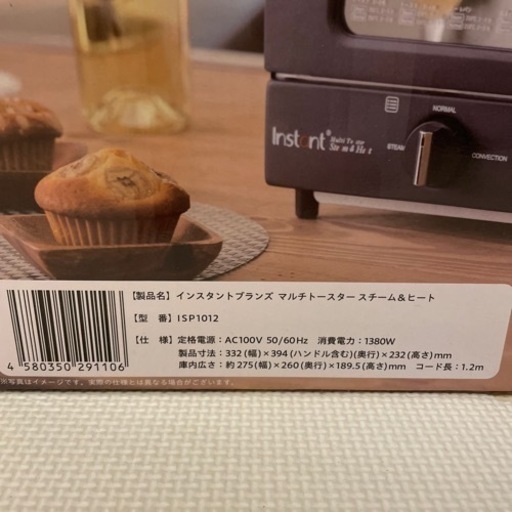 NORMAL
STEAM
CONVECTION
Instant
【製品名】 インスタントブランズ マルチトースター スチーム&ヒート
【型　番】 ISP1012
【仕　様】 定格電源：AC100V 50/60Hz　消費電力：1380W
製品寸法：332 (幅)×394 (ハンドル含む)(奥行)×232 (高さ)mm
庫内広さ：約275(幅)×260 (奥行)×189.5(高さ)mm　コード長：1.2m
4 580350 291106
※写真はイメージです。実際の仕様とは異なる場合がございます。